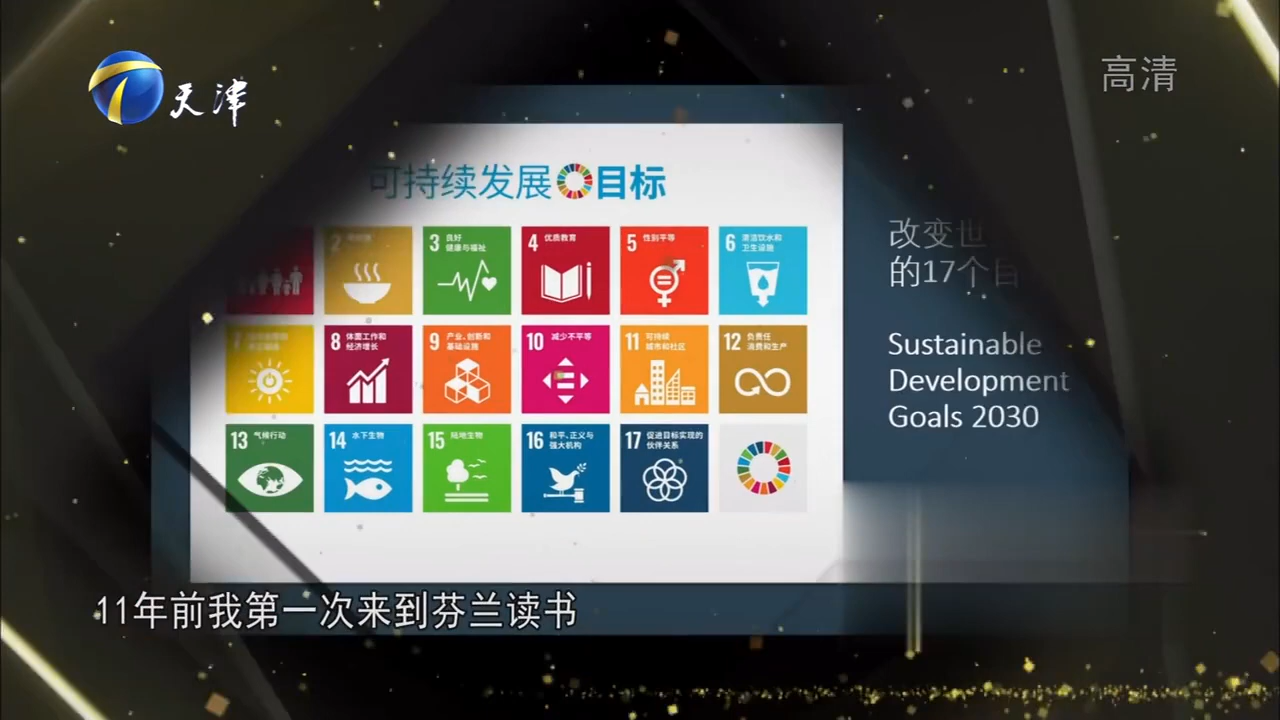 天津
高清
可持续发展目标
改变世
的17个目
Sustainable
Development
Goals 2030
2
3 良好
健康与福祉
4 优质教育
5 性别平等
6 清洁饮水和
卫生设施
7
8 体面工作和
经济增长
9 产业、创新和
基础设施
10 减少不平等
11 可持续
城市和社区
12 负责任
消费和生产
13 气候行动
14 水下生物
15 陆地生物
16 和平、正义与
强大机构
17 促进目标实现的
伙伴关系
11年前我第一次来到芬兰读书